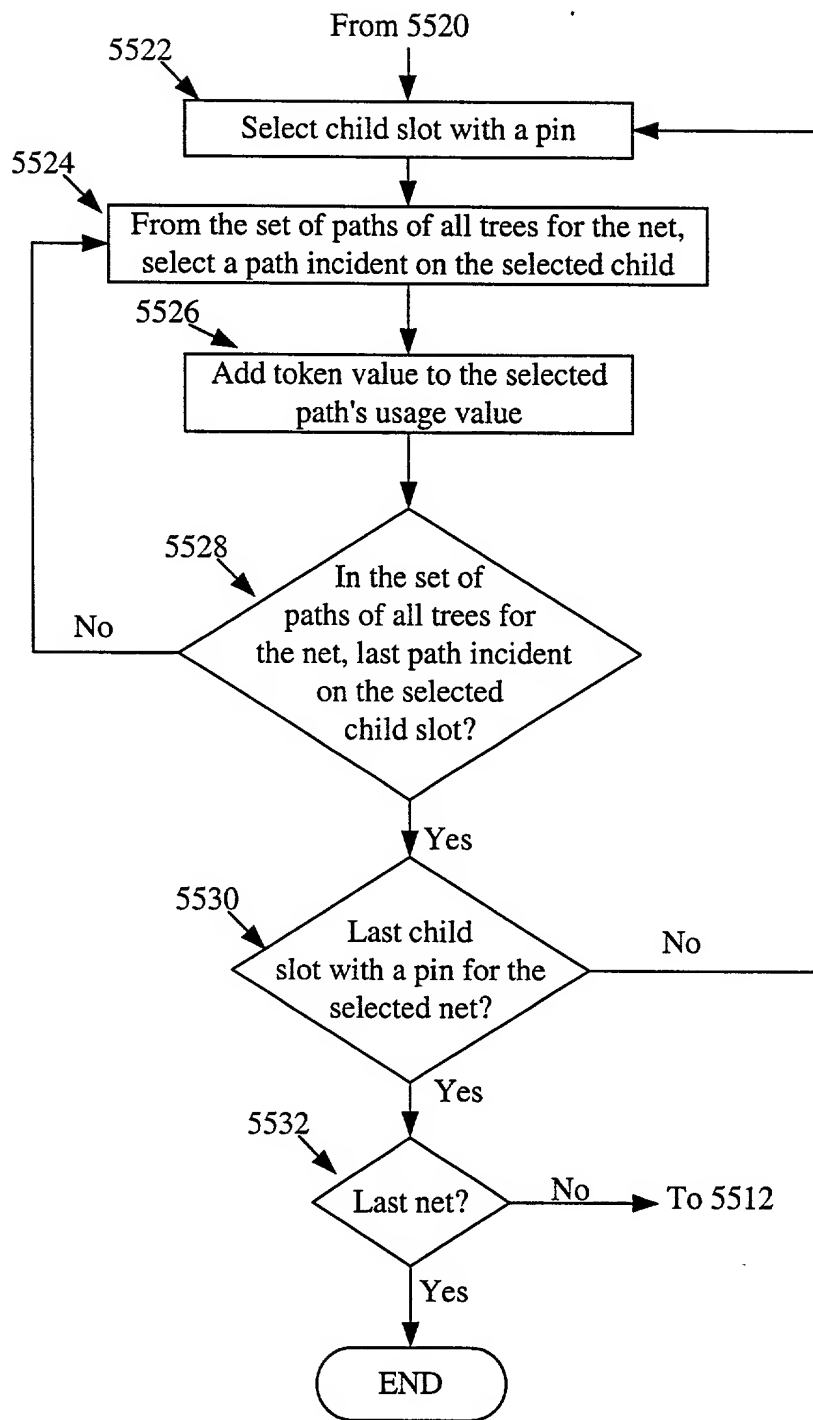 From 5520
5522
Select child slot with a pin
5524
From the set of paths of all trees for the net,
select a path incident on the selected child
5526
Add token value to the selected
path's usage value
5528
In the set of
paths of all trees for
the net, last path incident
on the selected
child slot?
No
Yes
5530
Last child
slot with a pin for the
selected net?
No
Yes
5532
Last net?
No
To 5512
Yes
END